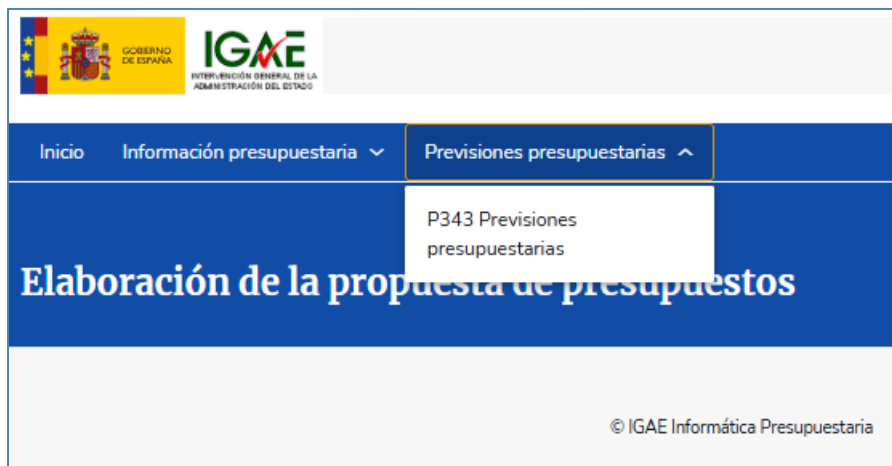 GOBIERNO
DE ESPAÑA
IGAE
INTERVENCIÓN GENERAL DE LA
ADMINISTRACIÓN DEL ESTADO
Inicio Información presupuestaria Previsiones presupuestarias
P343 Previsiones
presupuestarias
Elaboración de la propuesta de presupuestos
© IGAE Informática Presupuestaria